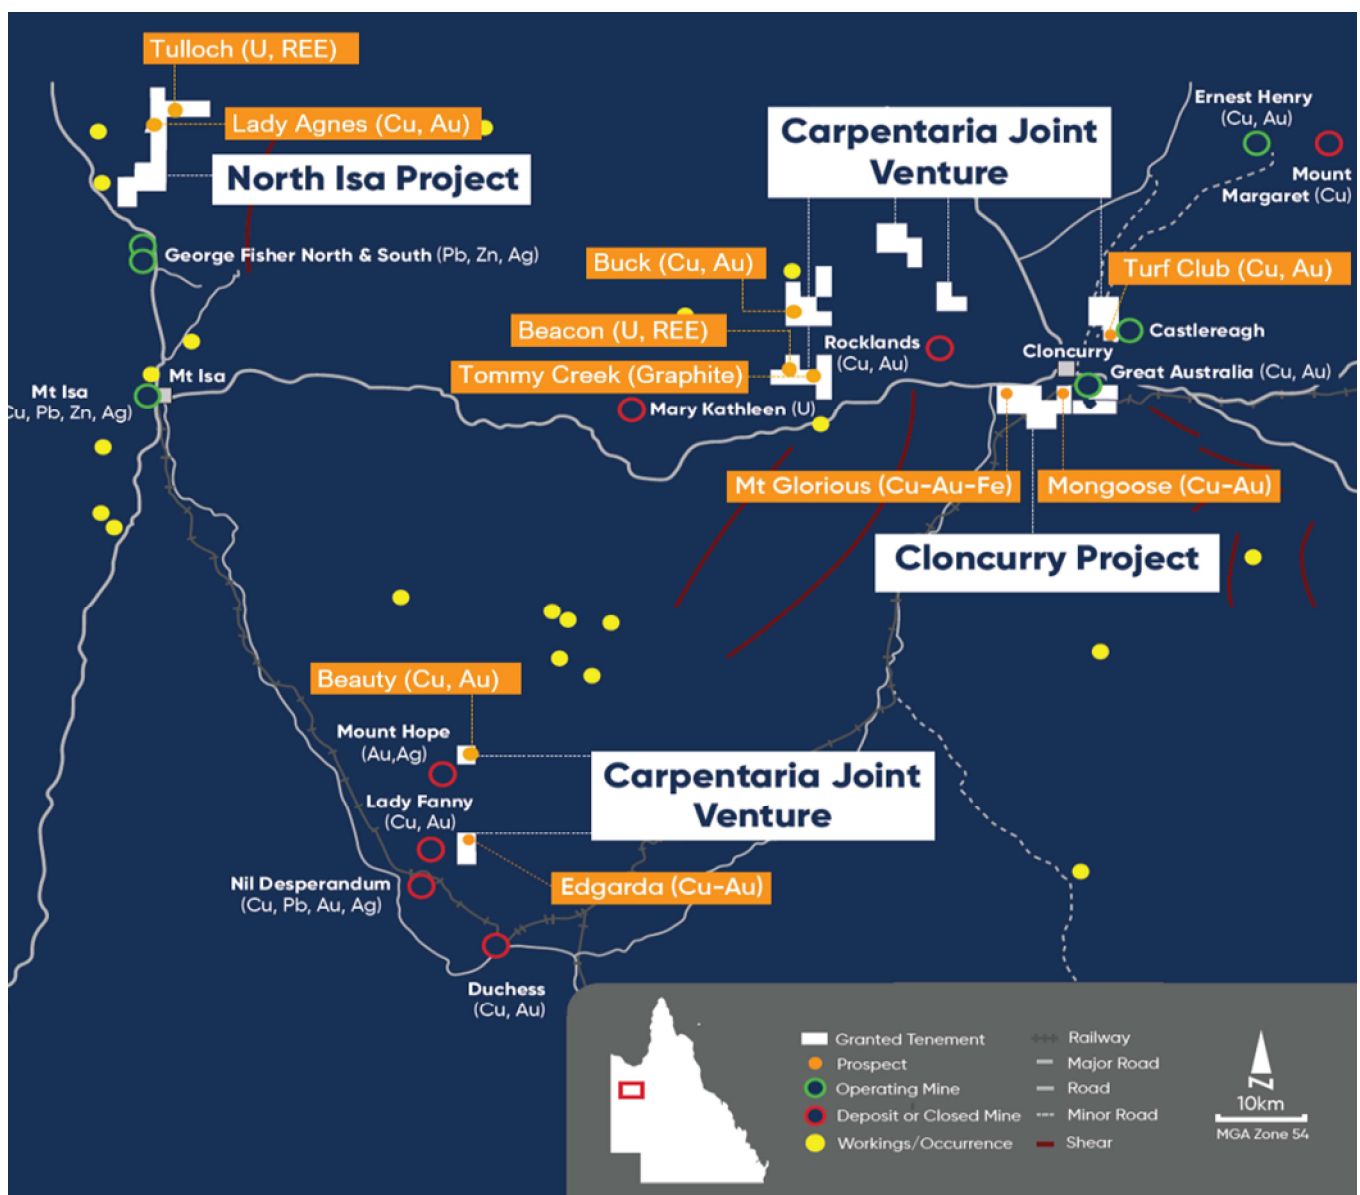 Tulloch (U, REE)
Lady Agnes (Cu, Au)
North Isa Project
George Fisher North & South (Pb, Zn, Ag)
Carpentaria Joint
Venture
Ernest Henry
(Cu, Au)
Mount
Margaret (Cu)
Buck (Cu, Au)
Turf Club (Cu, Au)
Beacon (U, REE)
Rocklands
(Cu, Au)
Castlereagh
Cloncurry
Tommy Creek (Graphite)
Great Australia (Cu, Au)
Mt Isa
Mt Isa
Cu, Pb, Zn, Ag)
Mary Kathleen (U)
Mt Glorious (Cu-Au-Fe)
Mongoose (Cu-Au)
Cloncurry Project
Beauty (Cu, Au)
Mount Hope
(Au,Ag)
Carpentaria Joint
Venture
Lady Fanny
(Cu, Au)
Nil Desperandum
(Cu, Pb, Au, Ag)
Edgarda (Cu-Au)
Duchess
(Cu, Au)
Granted Tenement
Prospect
Operating Mine
Deposit or Closed Mine
Workings/Occurrence
Railway
Major Road
Road
Minor Road
Shear
N
10km
MGA Zone 54